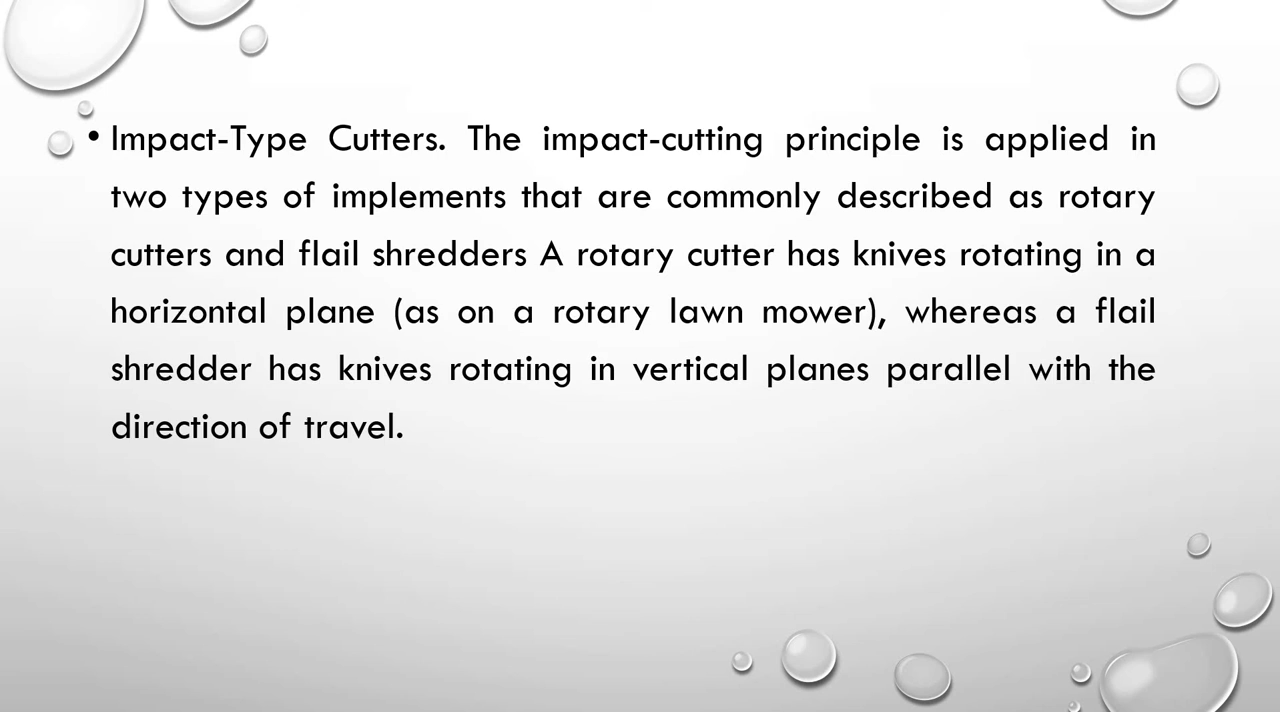 • Impact-Type Cutters. The impact-cutting principle is applied in
two types of implements that are commonly described as rotary
cutters and flail shredders A rotary cutter has knives rotating in a
horizontal plane (as on a rotary lawn mower), whereas a flail
shredder has knives rotating in vertical planes parallel with the
direction of travel.